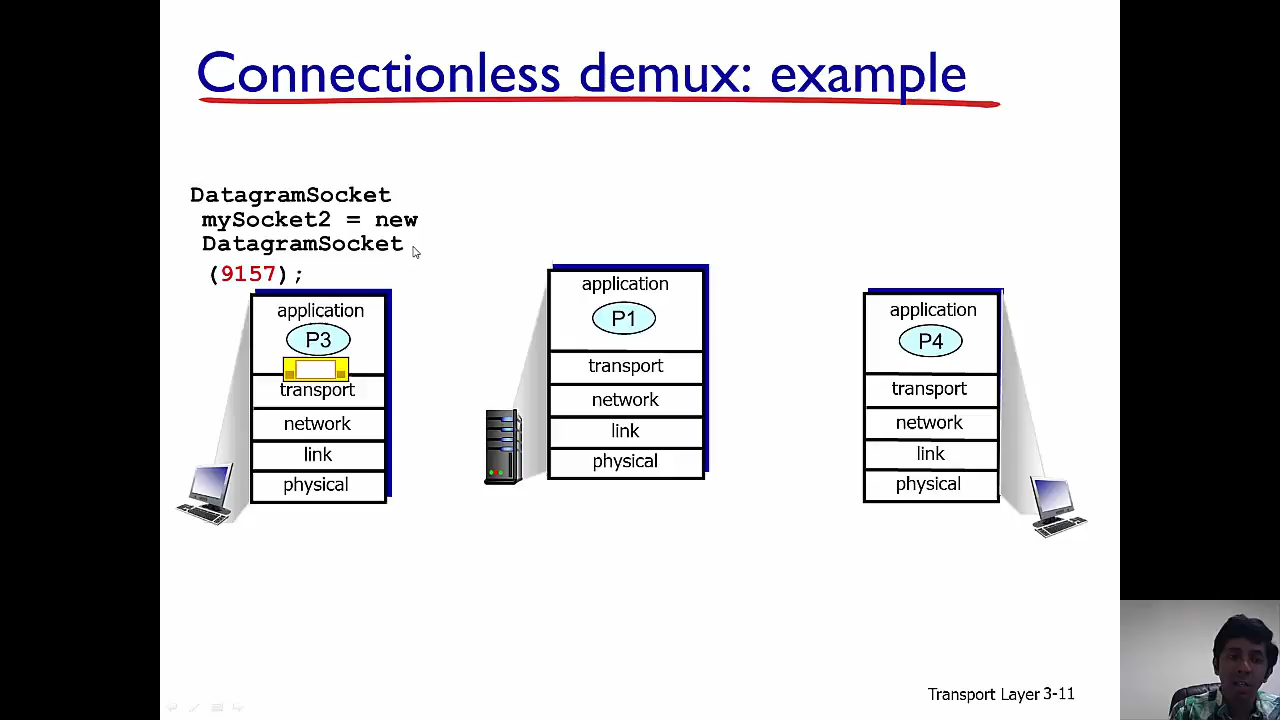 Connectionless demux: example
DatagramSocket
mySocket2 = new
DatagramSocket
(9157);
application
P3
transport
network
link
physical
application
P1
transport
network
link
physical
application
P4
transport
network
link
physical
Transport Layer 3-11